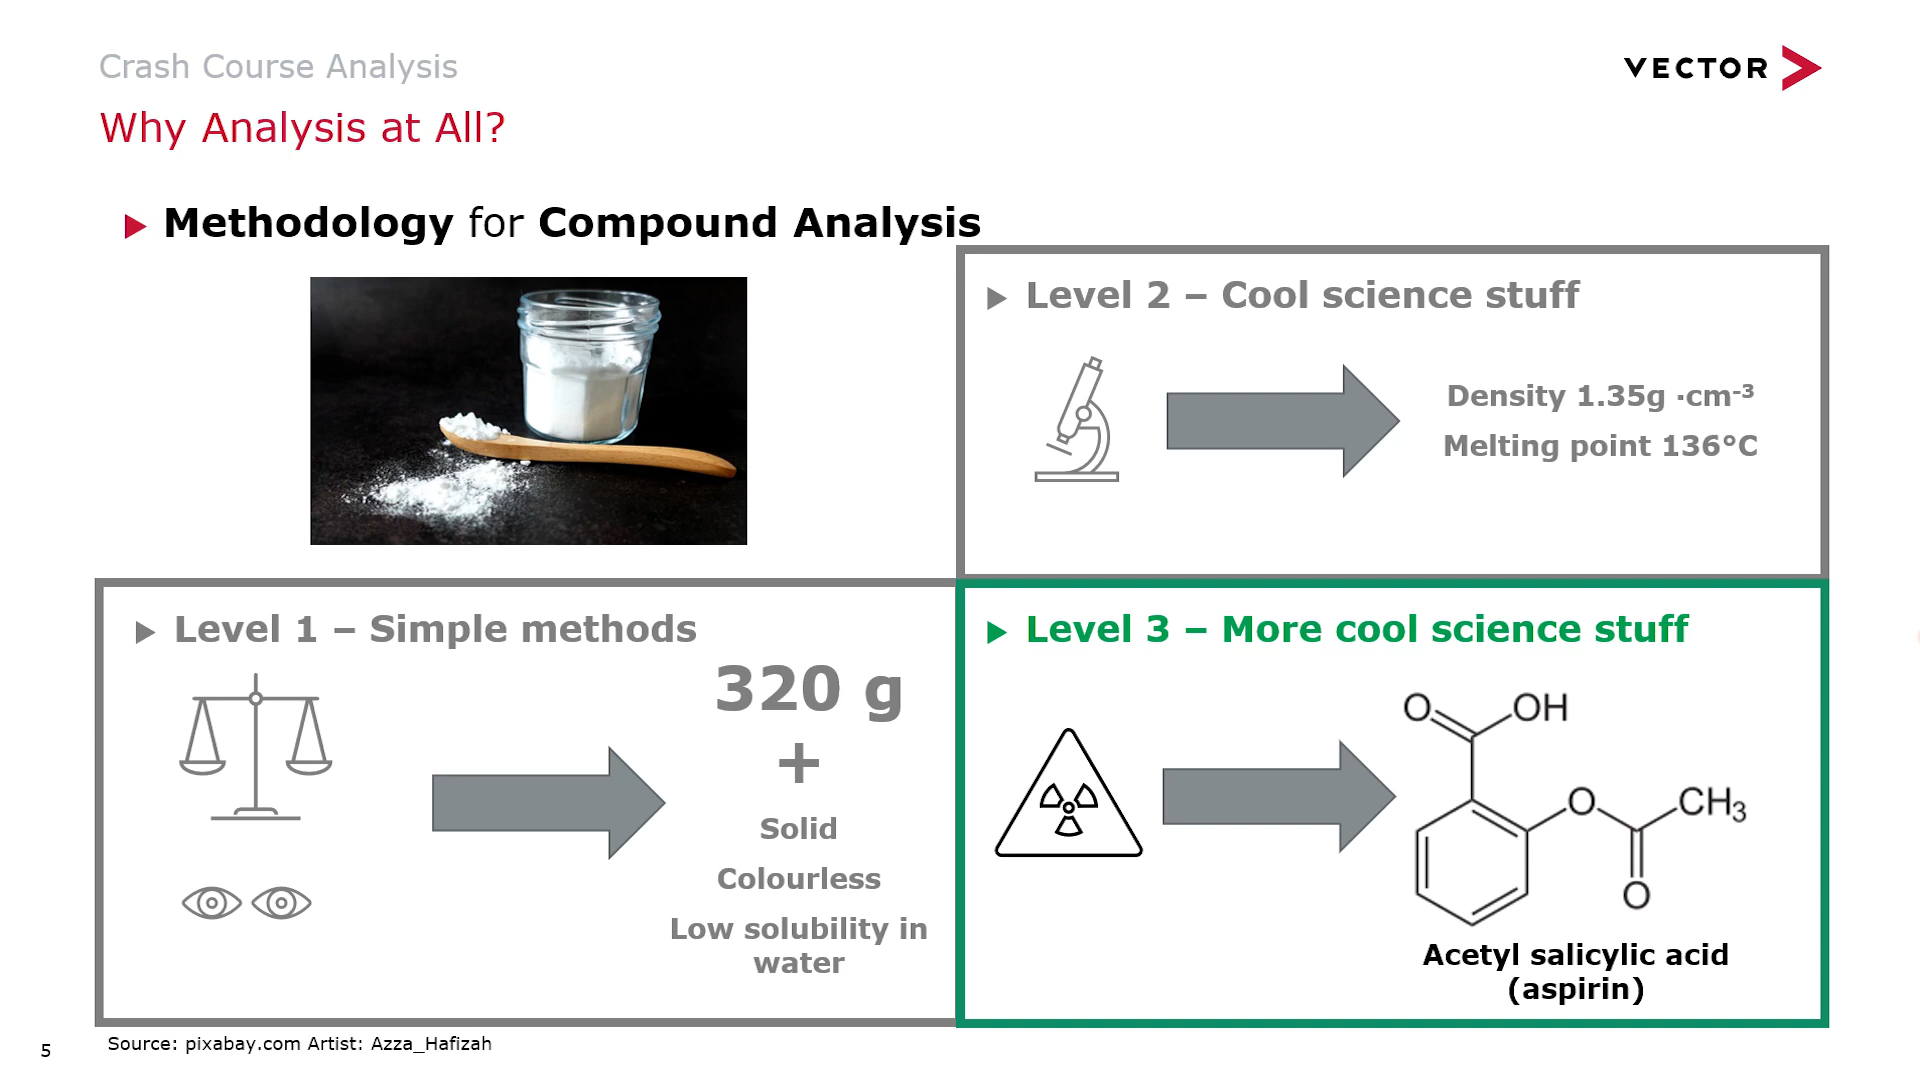 Crash Course Analysis
VECTOR
Why Analysis at All?
Methodology for Compound Analysis
Level 2 – Cool science stuff
Density 1.35g ·cm-3
Melting point 136°C
Level 1 – Simple methods
320 g
+
Solid
Colourless
Low solubility in
water
Level 3 – More cool science stuff
O
OH
O
CH3
O
Acetyl salicylic acid
(aspirin)
5
Source: pixabay.com Artist: Azza_Hafizah